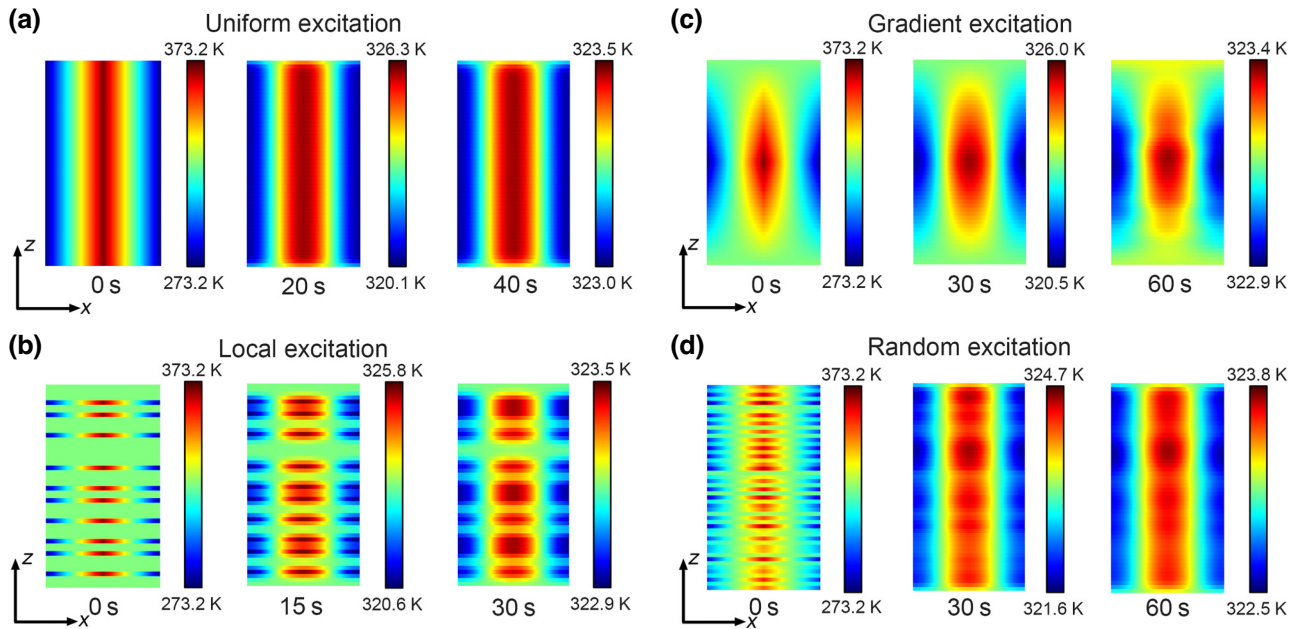 (a) Uniform excitation
373.2 K 326.3 K 323.5 K
z
x
273.2 K 320.1 K 323.0 K
0 s 20 s 40 s
(b) Local excitation
373.2 K 325.8 K 323.5 K
z
x
273.2 K 320.6 K 322.9 K
0 s 15 s 30 s
(c) Gradient excitation
373.2 K 326.0 K 323.4 K
z
x
273.2 K 320.5 K 322.9 K
0 s 30 s 60 s
(d) Random excitation
373.2 K 324.7 K 323.8 K
z
x
273.2 K 321.6 K 322.5 K
0 s 30 s 60 s